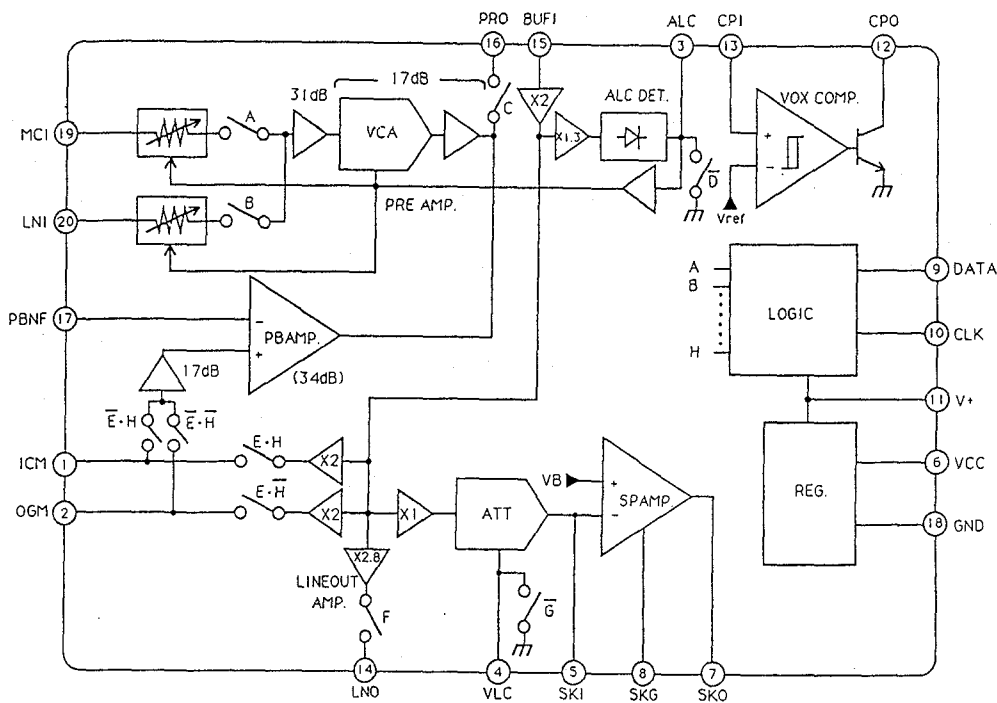 PRO BUFI ALC CPI CPO
16 15 3 13 12
17dB
31dB
A
C
X2
ALC DET.
VOX COMP.
MCI 19
VCA
X1.3
+
−
D̅
PRE AMP.
Vref
LNI 20
B
A
B
H
LOGIC
9 DATA
10 CLK
PBNF 17
−
PBAMP.
+
(34dB)
17dB
11 V+
E̅·H E̅·H̅
E·H
ICM 1
X2
6 VCC
REG.
E·H̅
OGM 2
X2
X1
ATT
VB
+
SPAMP.
−
18 GND
X2.8
LINEOUT
AMP.
F
G̅
14 4 5 8 7
LNO VLC SKI SKG SKO